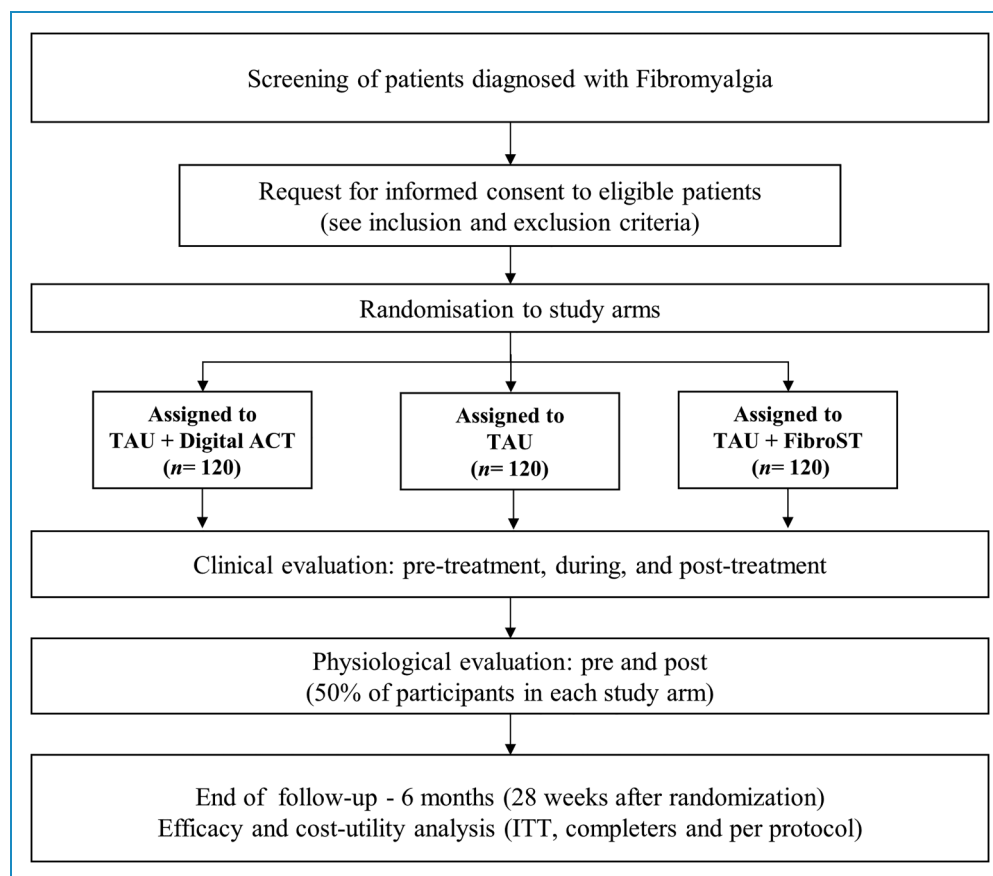 Screening of patients diagnosed with Fibromyalgia
Request for informed consent to eligible patients
(see inclusion and exclusion criteria)
Randomisation to study arms
Assigned to
TAU + Digital ACT
(n= 120)
Assigned to
TAU
(n= 120)
Assigned to
TAU + FibroST
(n= 120)
Clinical evaluation: pre-treatment, during, and post-treatment
Physiological evaluation: pre and post
(50% of participants in each study arm)
End of follow-up - 6 months (28 weeks after randomization)
Efficacy and cost-utility analysis (ITT, completers and per protocol)